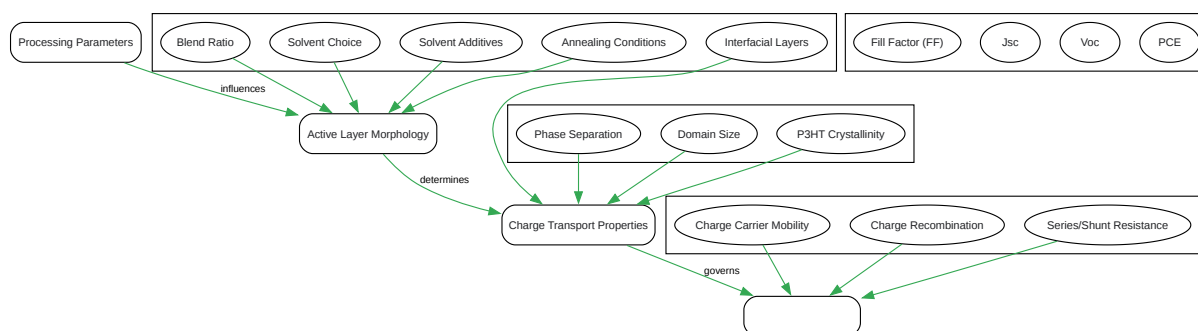 Processing Parameters
Blend Ratio
Solvent Choice
Solvent Additives
Annealing Conditions
Interfacial Layers
Fill Factor (FF)
Jsc
Voc
PCE
influences
Active Layer Morphology
Phase Separation
Domain Size
P3HT Crystallinity
determines
Charge Transport Properties
Charge Carrier Mobility
Charge Recombination
Series/Shunt Resistance
governs